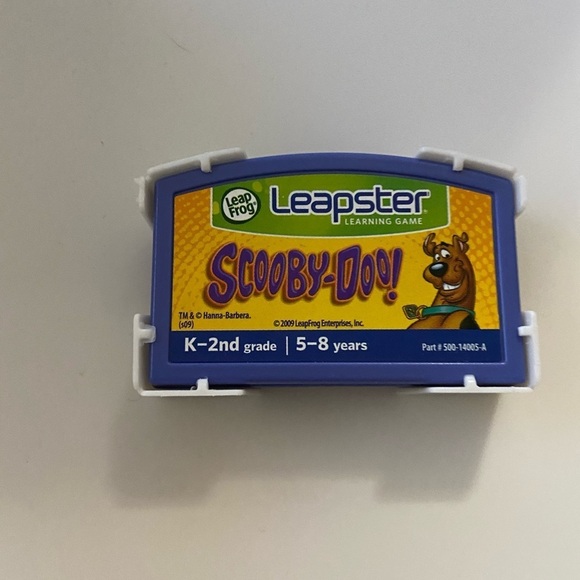 Leap
Frog®
Leapster®
LEARNING GAME
SCOOBY-DOO!
TM & © Hanna-Barbera.
(s09)
©2009 LeapFrog Enterprises, Inc.
K–2nd grade | 5–8 years
Part # 500-14005-A